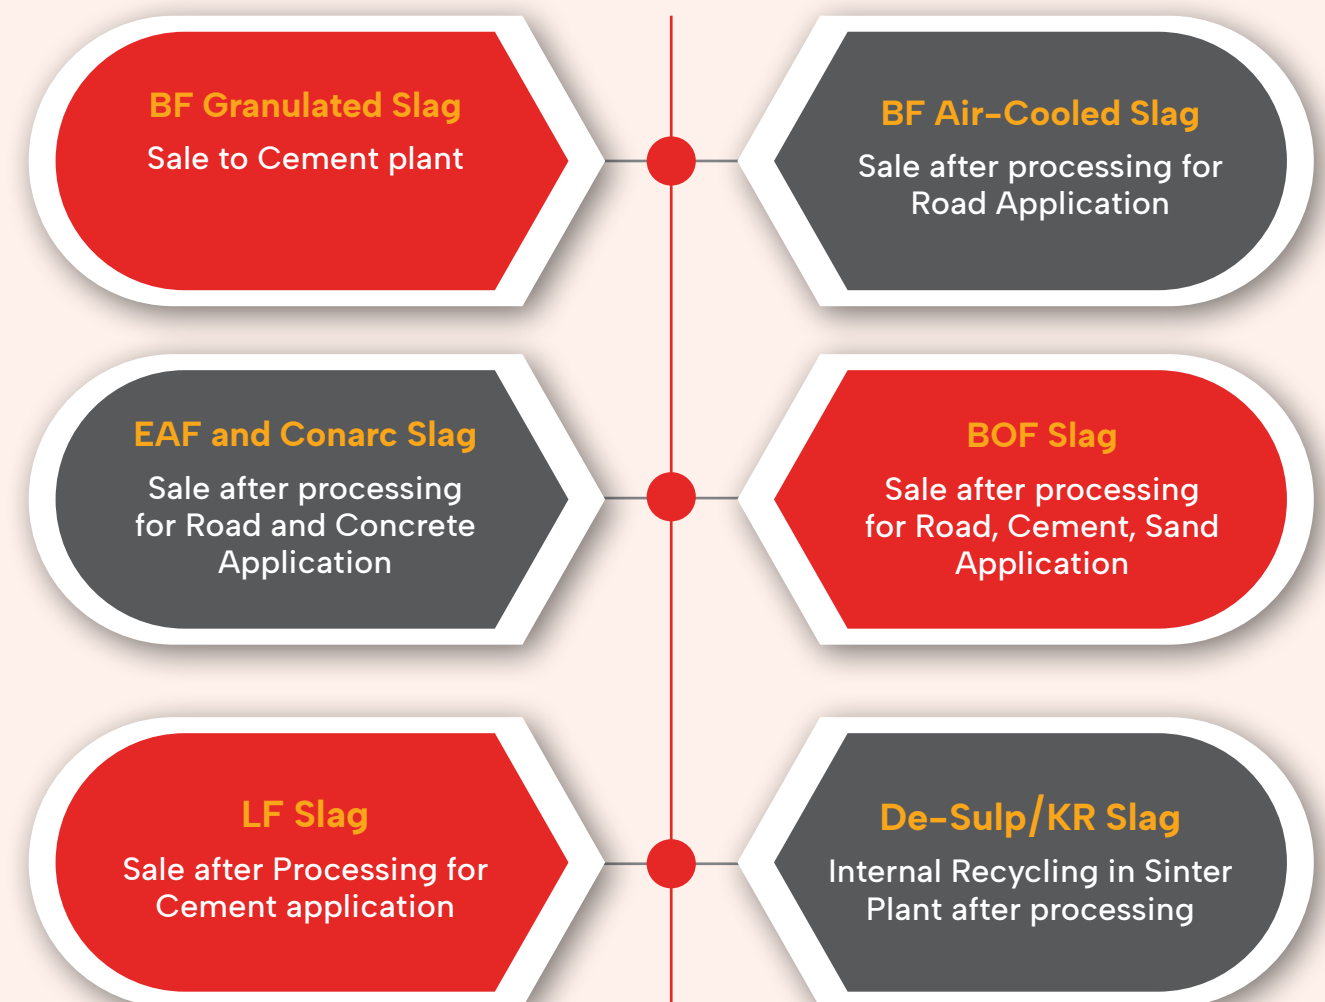 BF Granulated Slag
Sale to Cement plant
BF Air-Cooled Slag
Sale after processing for
Road Application
EAF and Conarc Slag
Sale after processing
for Road and Concrete
Application
BOF Slag
Sale after processing
for Road, Cement, Sand
Application
LF Slag
Sale after Processing for
Cement application
De-Sulp/KR Slag
Internal Recycling in Sinter
Plant after processing